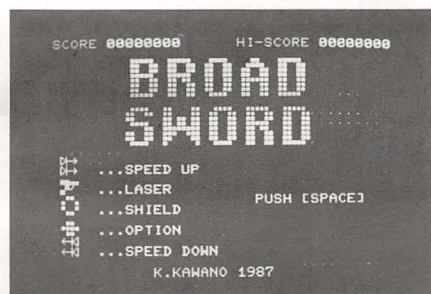 SCORE 00000000 HI-SCORE 00000000
BROAD
SWORD
...SPEED UP
...LASER
PUSH [SPACE]
...SHIELD
...OPTION
...SPEED DOWN
K.KAWANO 1987